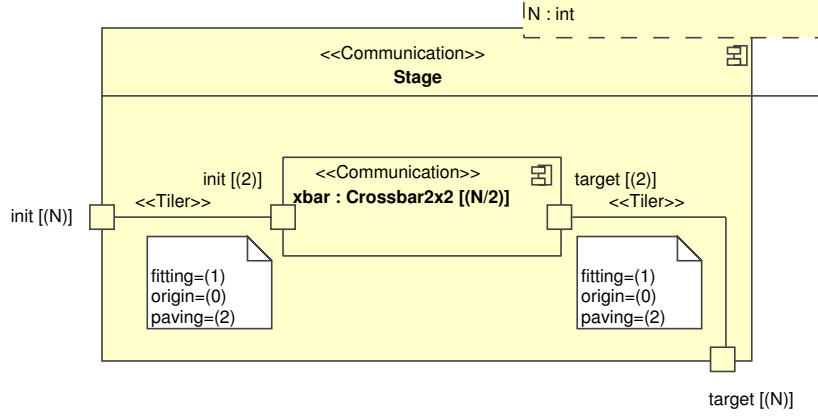 N : int
<<Communication>>
Stage
init [(2)]
<<Communication>>
target [(2)]
xbar : Crossbar2x2 [(N/2)]
init [(N)]
<<Tiler>>
<<Tiler>>
fitting=(1)
origin=(0)
paving=(2)
fitting=(1)
origin=(0)
paving=(2)
target [(N)]